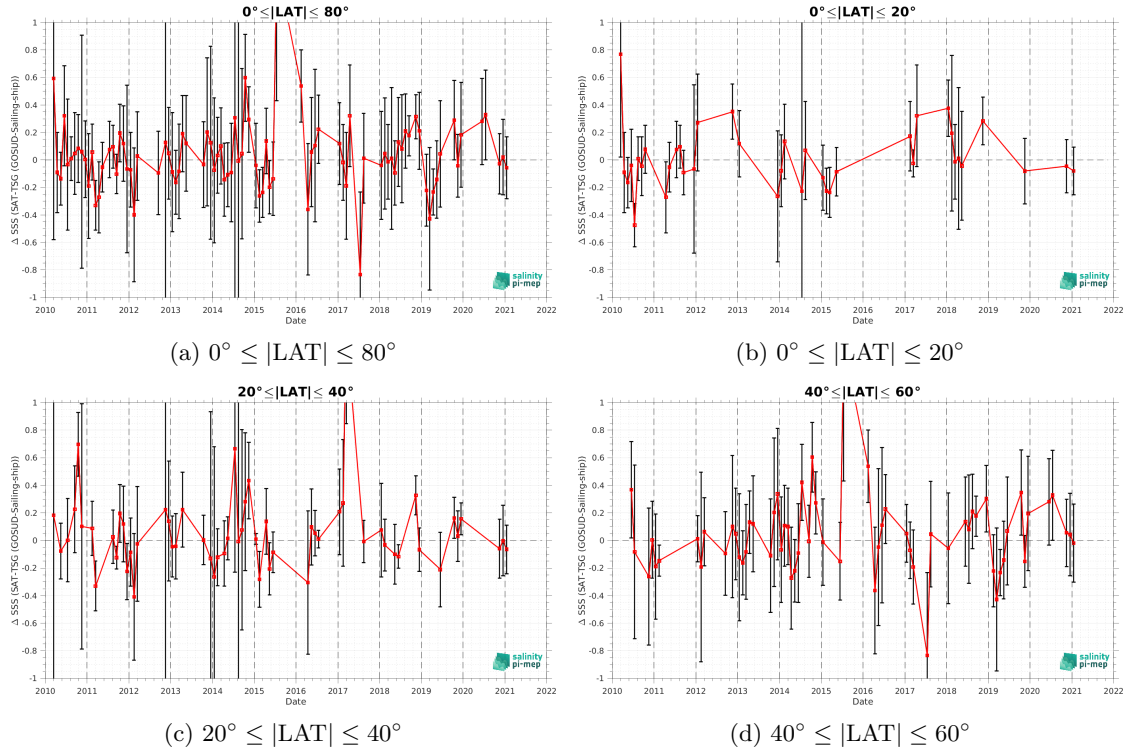 0°≤|LAT|≤ 80°
Δ SSS (SAT-TSG (GOSUD-Sailing-ship))
1
0.8
0.6
0.4
0.2
0
-0.2
-0.4
-0.6
-0.8
-1
2010 2011 2012 2013 2014 2015 2016 2017 2018 2019 2020 2021 2022
Date
salinity
pi-mep
(a) 0° ≤ |LAT| ≤ 80°
0°≤|LAT|≤ 20°
Δ SSS (SAT-TSG (GOSUD-Sailing-ship))
1
0.8
0.6
0.4
0.2
0
-0.2
-0.4
-0.6
-0.8
-1
2010 2011 2012 2013 2014 2015 2016 2017 2018 2019 2020 2021 2022
Date
salinity
pi-mep
(b) 0° ≤ |LAT| ≤ 20°
20°≤|LAT|≤ 40°
Δ SSS (SAT-TSG (GOSUD-Sailing-ship))
1
0.8
0.6
0.4
0.2
0
-0.2
-0.4
-0.6
-0.8
-1
2010 2011 2012 2013 2014 2015 2016 2017 2018 2019 2020 2021 2022
Date
salinity
pi-mep
(c) 20° ≤ |LAT| ≤ 40°
40°≤|LAT|≤ 60°
Δ SSS (SAT-TSG (GOSUD-Sailing-ship))
1
0.8
0.6
0.4
0.2
0
-0.2
-0.4
-0.6
-0.8
-1
2010 2011 2012 2013 2014 2015 2016 2017 2018 2019 2020 2021 2022
Date
salinity
pi-mep
(d) 40° ≤ |LAT| ≤ 60°